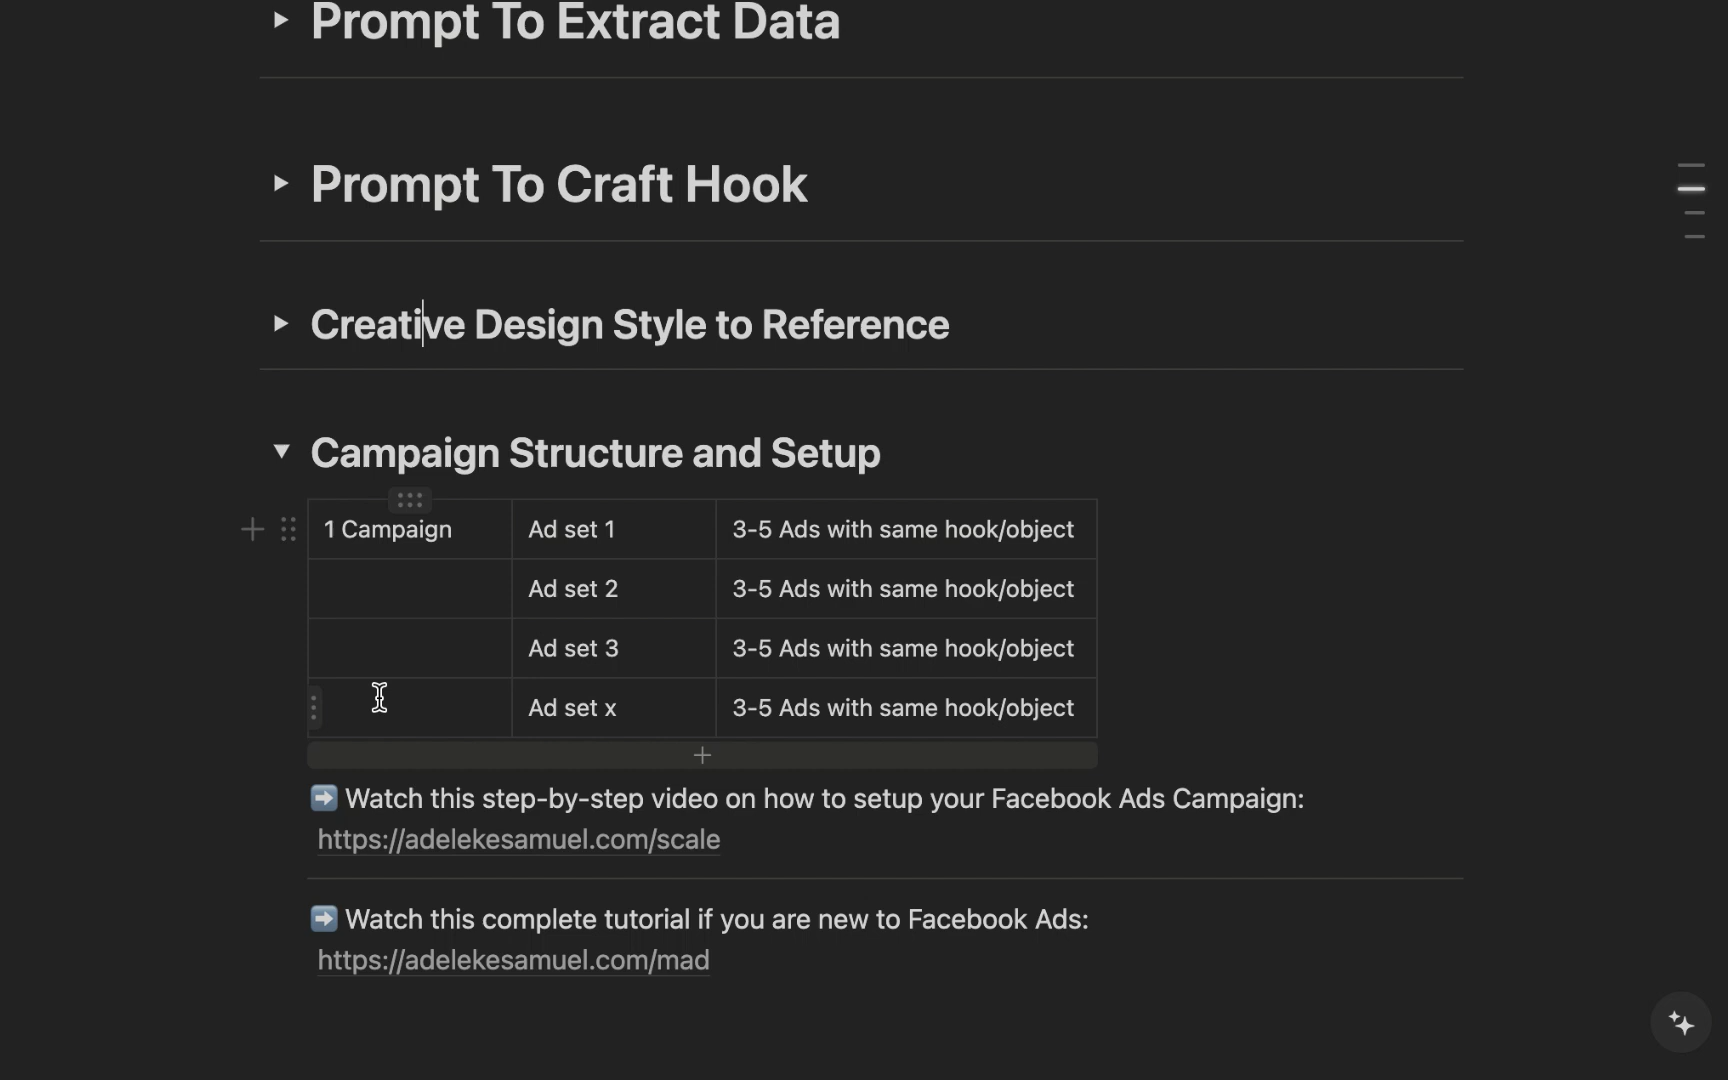 Prompt To Extract Data
Prompt To Craft Hook
Creative Design Style to Reference
Campaign Structure and Setup
1 Campaign Ad set 1 3-5 Ads with same hook/object
Ad set 2 3-5 Ads with same hook/object
Ad set 3 3-5 Ads with same hook/object
Ad set x 3-5 Ads with same hook/object
➡️ Watch this step-by-step video on how to setup your Facebook Ads Campaign:
https://adelekesamuel.com/scale
➡️ Watch this complete tutorial if you are new to Facebook Ads:
https://adelekesamuel.com/mad